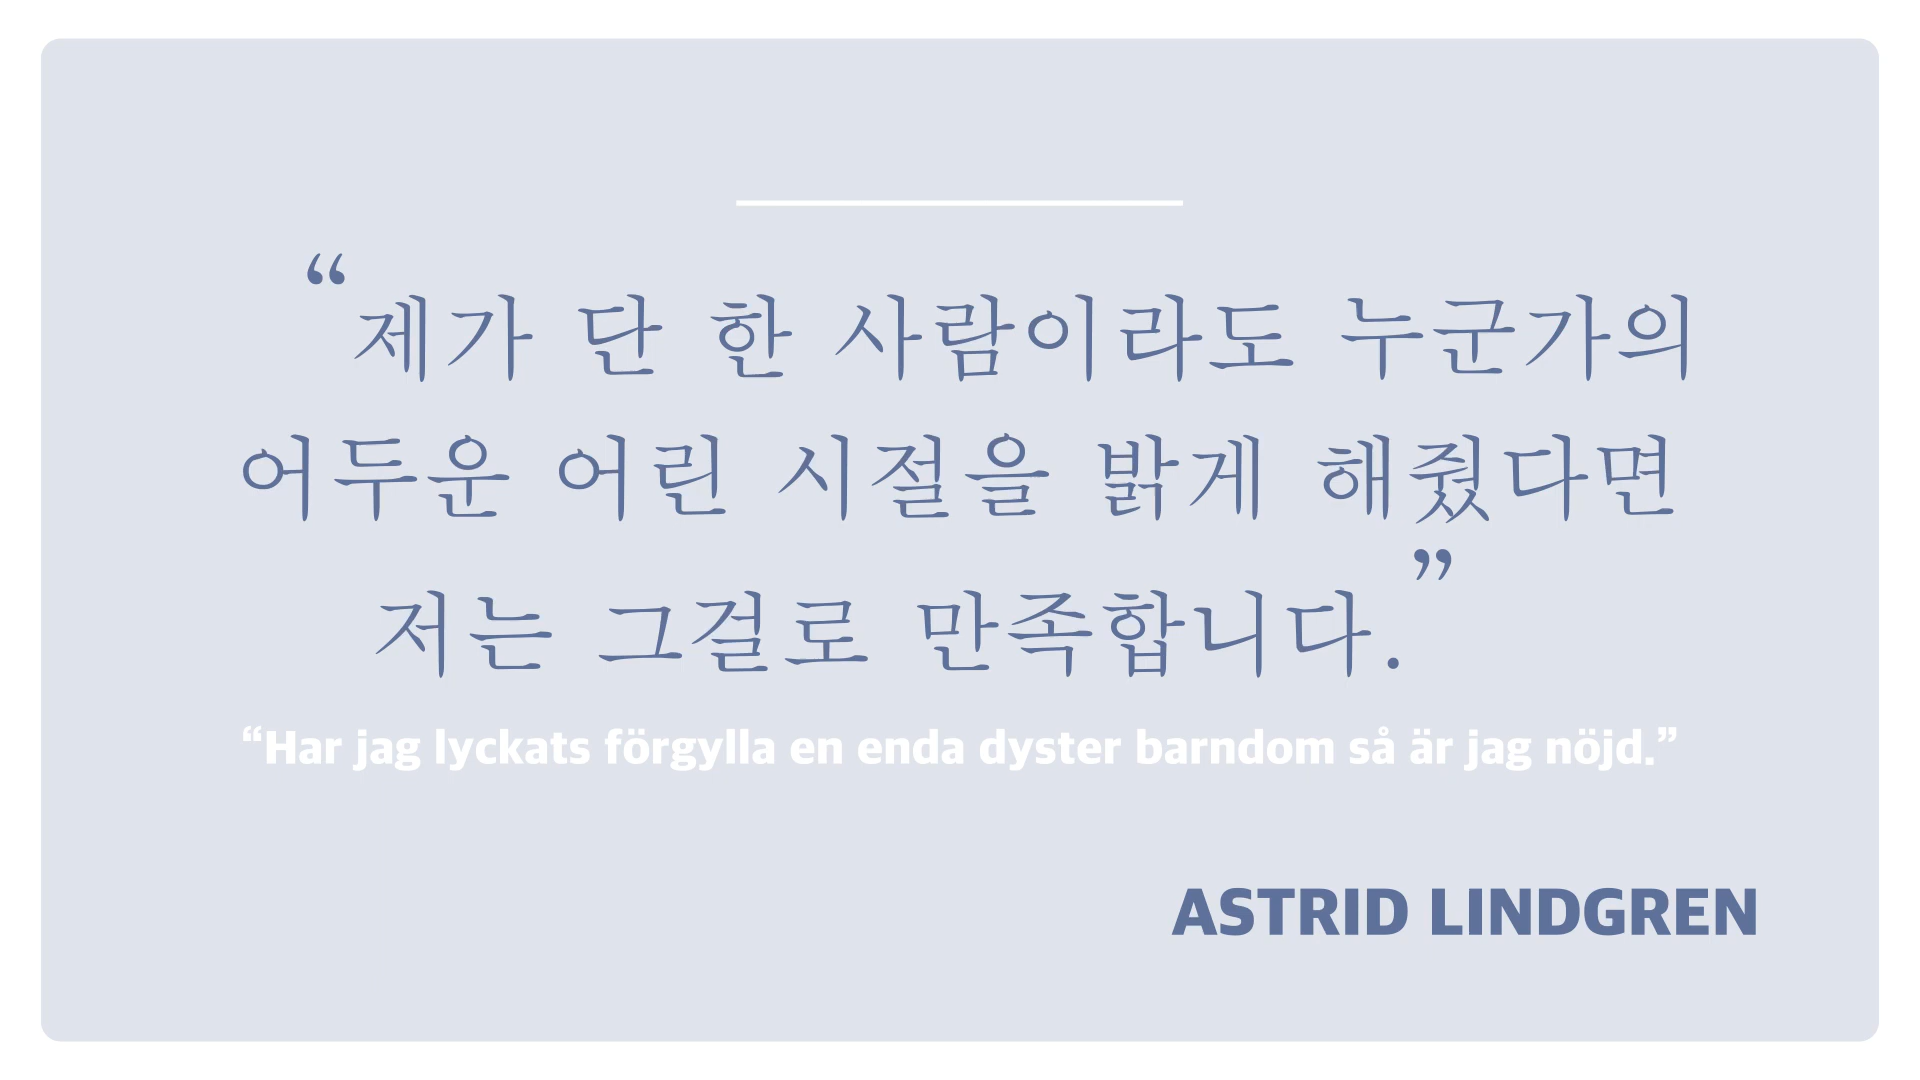 “제가 단 한 사람이라도 누군가의
어두운 어린 시절을 밝게 해줬다면
저는 그걸로 만족합니다.”
“Har jag lyckats förgylla en enda dyster barndom så är jag nöjd.”
ASTRID LINDGREN